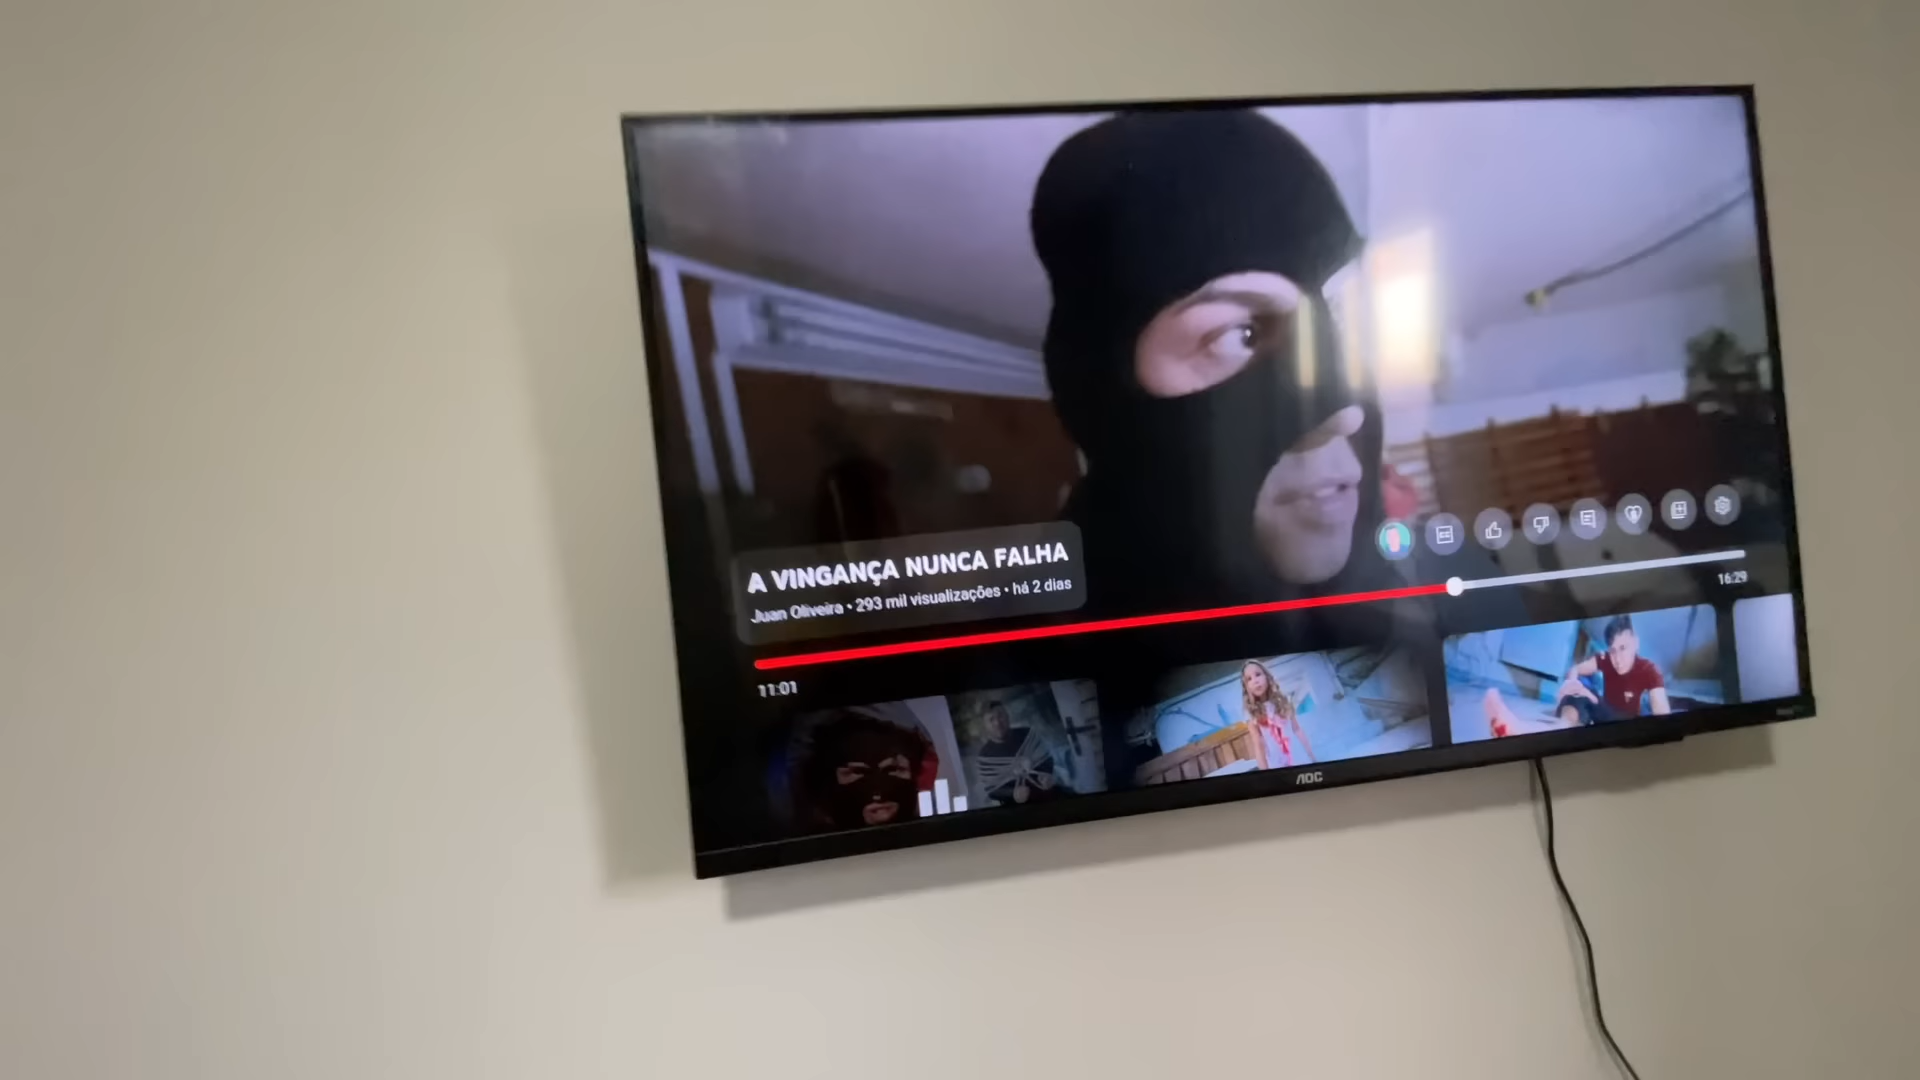 A VINGANÇA NUNCA FALHA
Juan Oliveira • 293 mil visualizações • há 2 dias
16:29
11:01
AOC